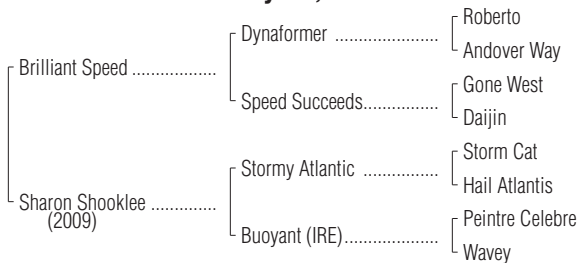 Roberto
Dynaformer ..................
Andover Way
Brilliant Speed .................
Gone West
Speed Succeeds...............
Daijin
Storm Cat
Stormy Atlantic ..............
Hail Atlantis
Sharon Shooklee .............
(2009)
Peintre Celebre
Buoyant (IRE)...................
Wavey